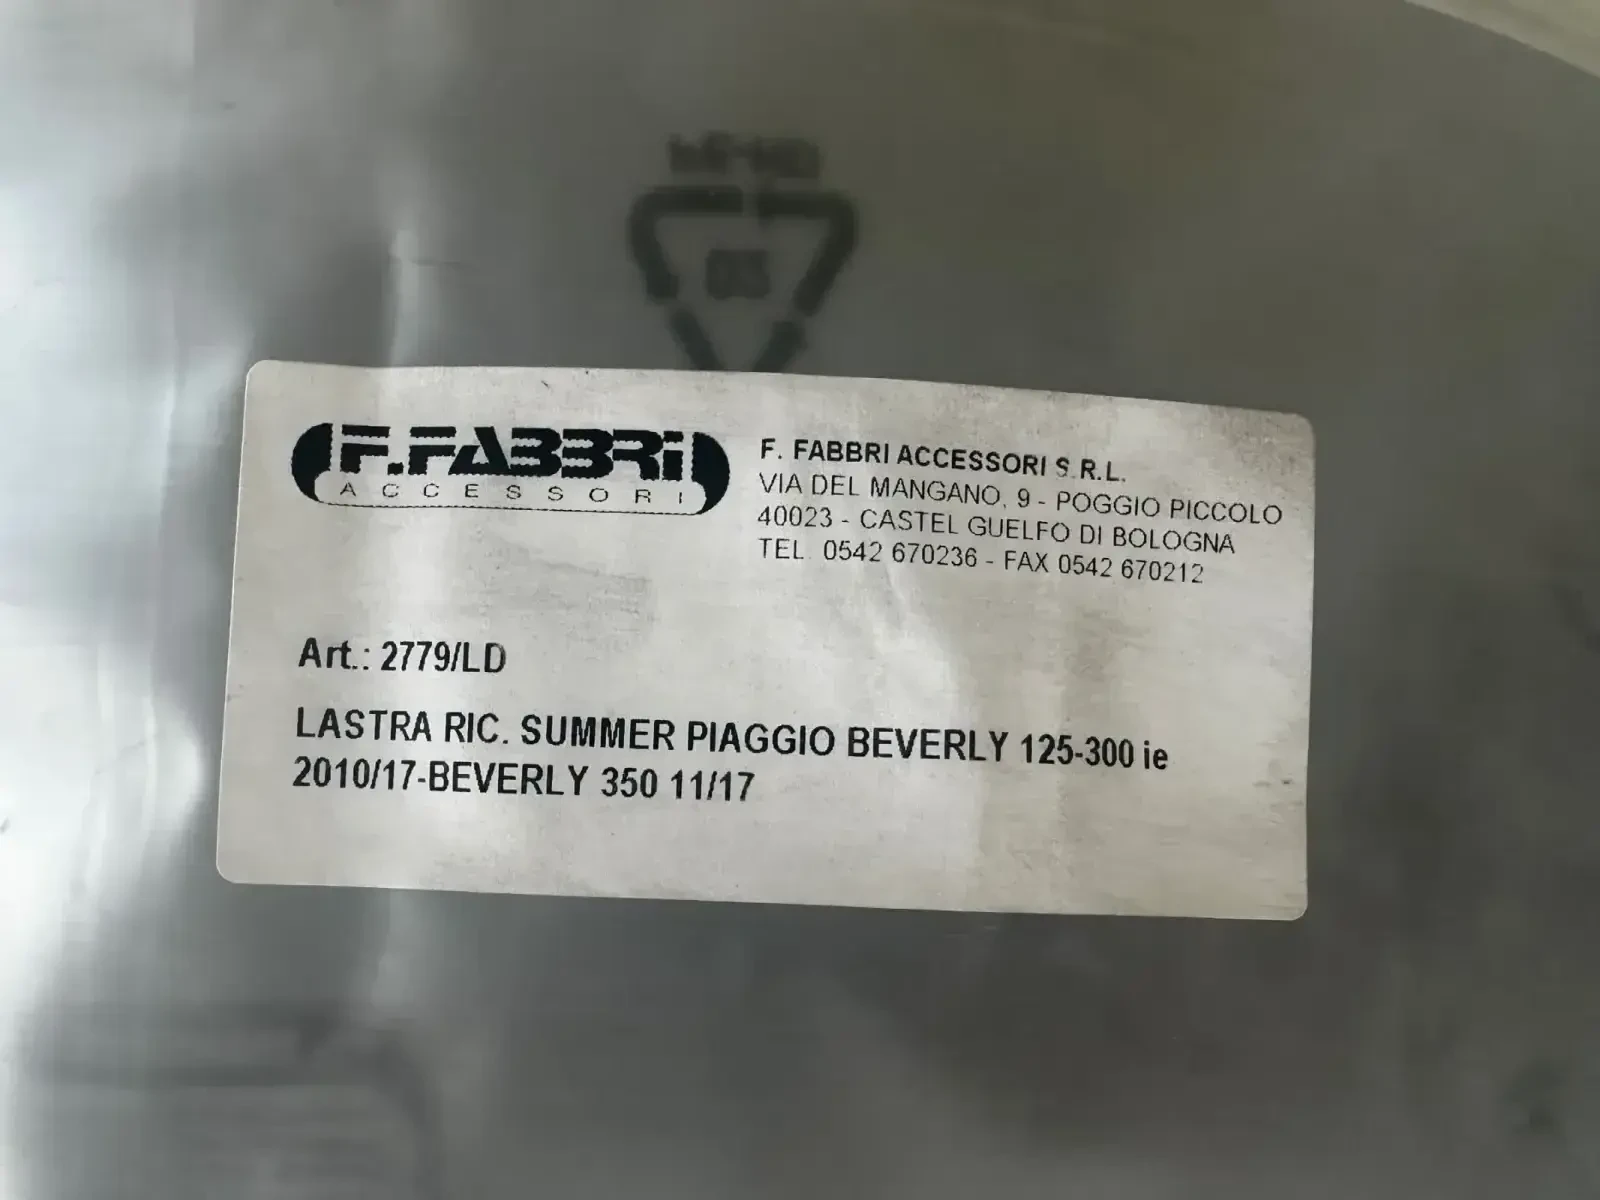 F.FABBRI
ACCESSORI
F. FABBRI ACCESSORI S.R.L.
VIA DEL MANGANO, 9 - POGGIO PICCOLO
40023 - CASTEL GUELFO DI BOLOGNA
TEL. 0542 670236 - FAX 0542 670212
Art.: 2779/LD
LASTRA RIC. SUMMER PIAGGIO BEVERLY 125-300 ie
2010/17-BEVERLY 350 11/17